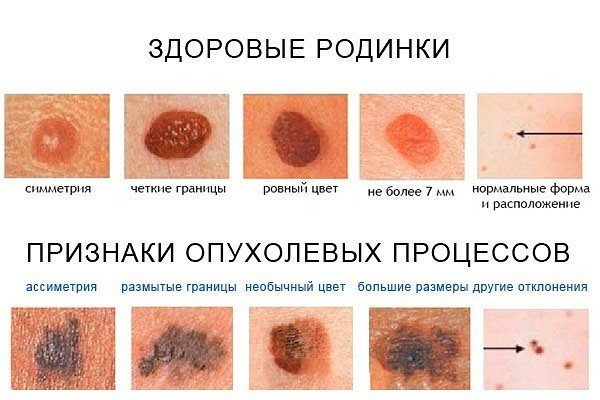 ЗДОРОВЫЕ РОДИНКИ
симметрия
четкие границы
ровный цвет
не более 7 мм
нормальные форма
и расположение
ПРИЗНАКИ ОПУХОЛЕВЫХ ПРОЦЕССОВ
ассиметрия
размытые границы
необычный цвет
большие размеры
другие отклонения